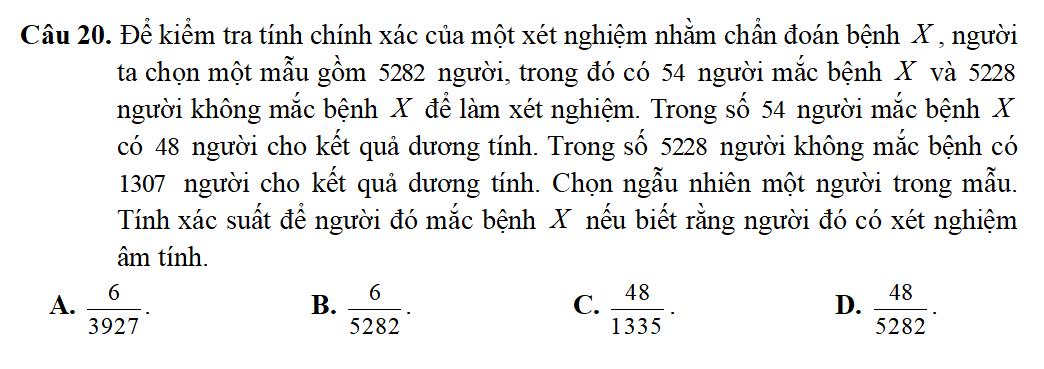 Câu 20. Để kiểm tra tính chính xác của một xét nghiệm nhằm chẩn đoán bệnh X, người
ta chọn một mẫu gồm 5282 người, trong đó có 54 người mắc bệnh X và 5228
người không mắc bệnh X để làm xét nghiệm. Trong số 54 người mắc bệnh X
có 48 người cho kết quả dương tính. Trong số 5228 người không mắc bệnh có
1307 người cho kết quả dương tính. Chọn ngẫu nhiên một người trong mẫu.
Tính xác suất để người đó mắc bệnh X nếu biết rằng người đó có xét nghiệm
âm tính.
A. 6/3927. B. 6/5282. C. 48/1335. D. 48/5282.